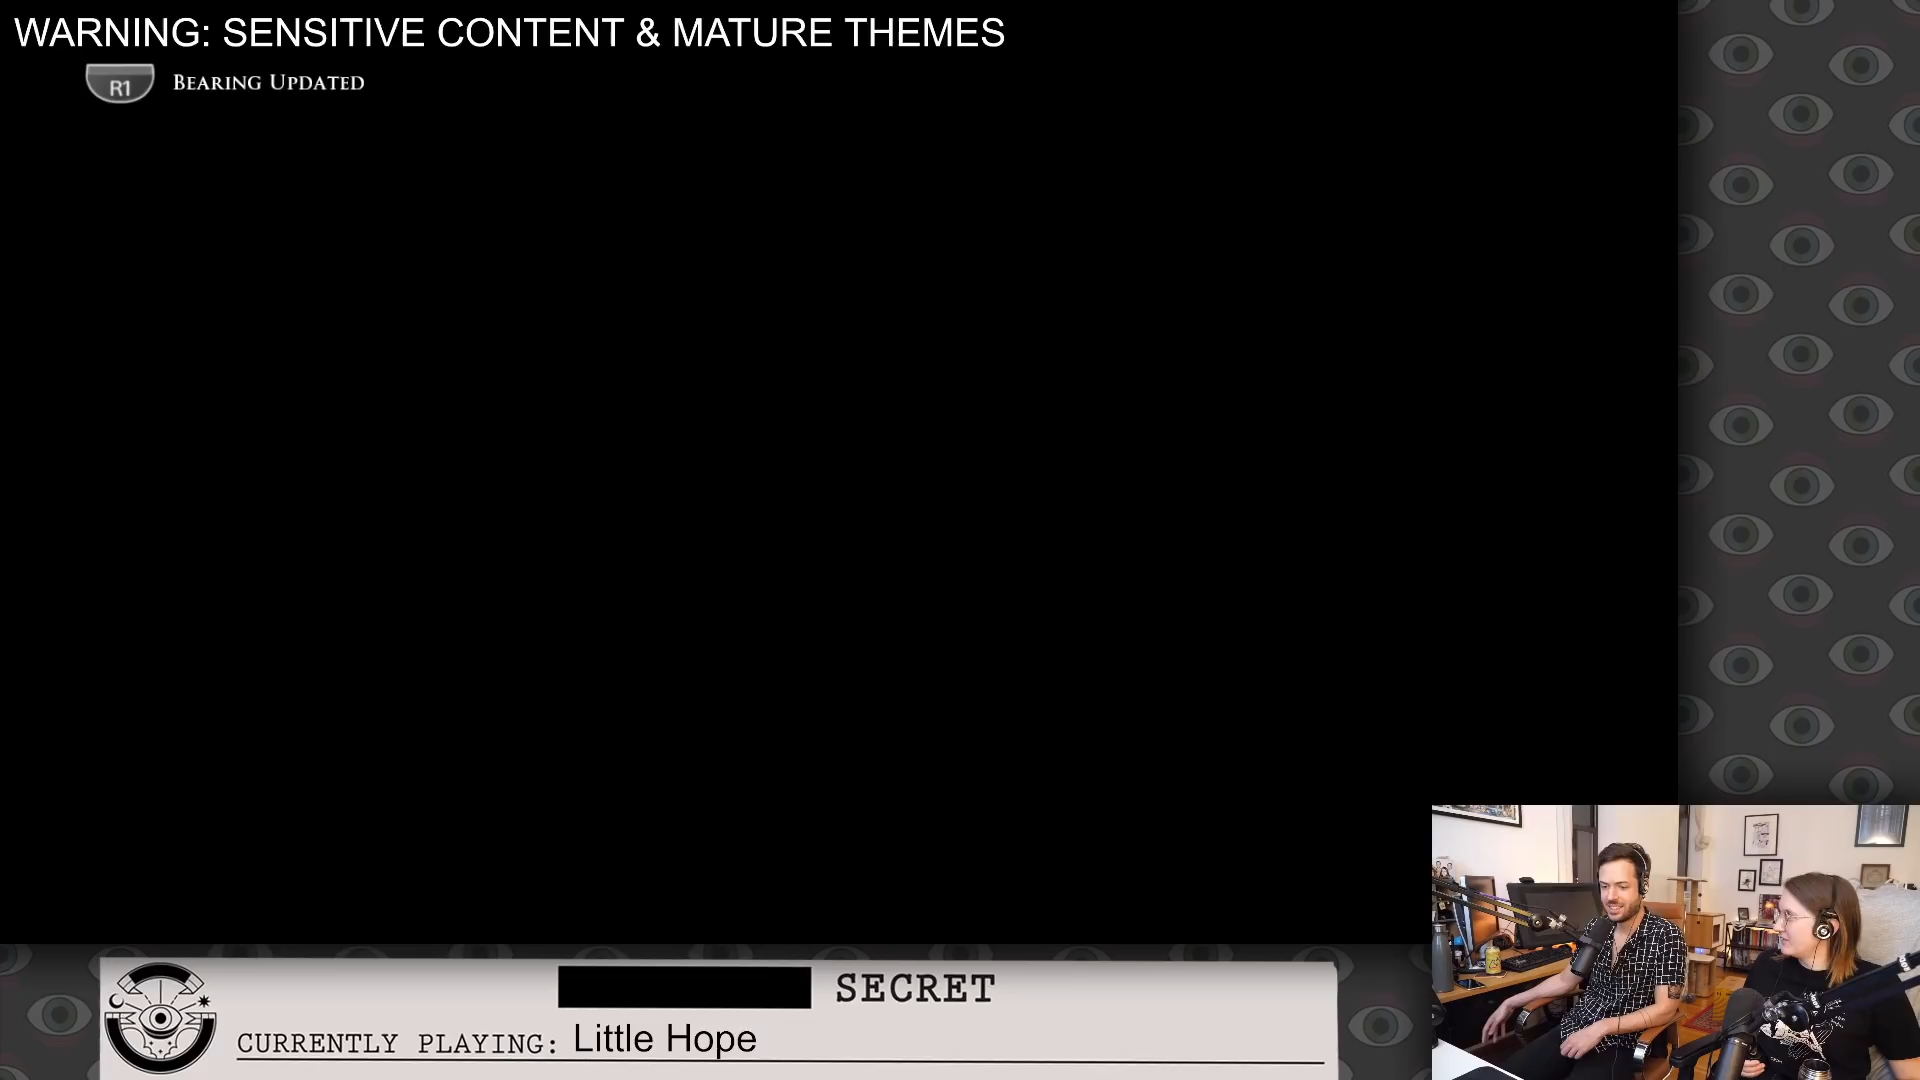 WARNING: SENSITIVE CONTENT & MATURE THEMES
R1 BEARING UPDATED
SECRET
CURRENTLY PLAYING: Little Hope